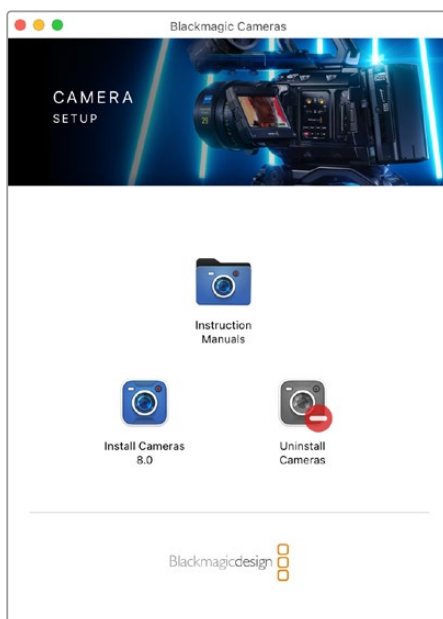 Blackmagic Cameras
CAMERA
SETUP
Instruction
Manuals
Install Cameras
8.0
Uninstall
Cameras
Blackmagicdesign